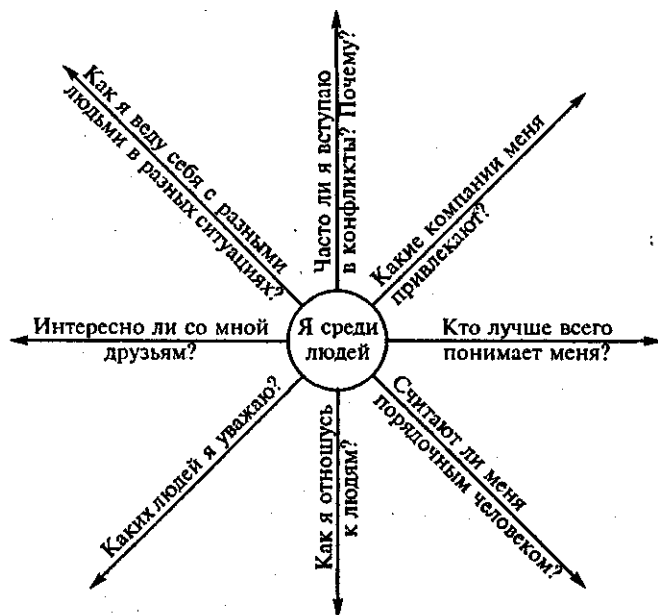 Как я веду себя с разными
людьми в разных ситуациях?
Часто ли я вступаю
в конфликты? Почему?
Какие компании меня
привлекают?
Интересно ли со мной
друзьям?
Я среди
людей
Кто лучше всего
понимает меня?
Каких людей я уважаю?
Как я отношусь
к людям?
Считают ли меня
порядочным человеком?